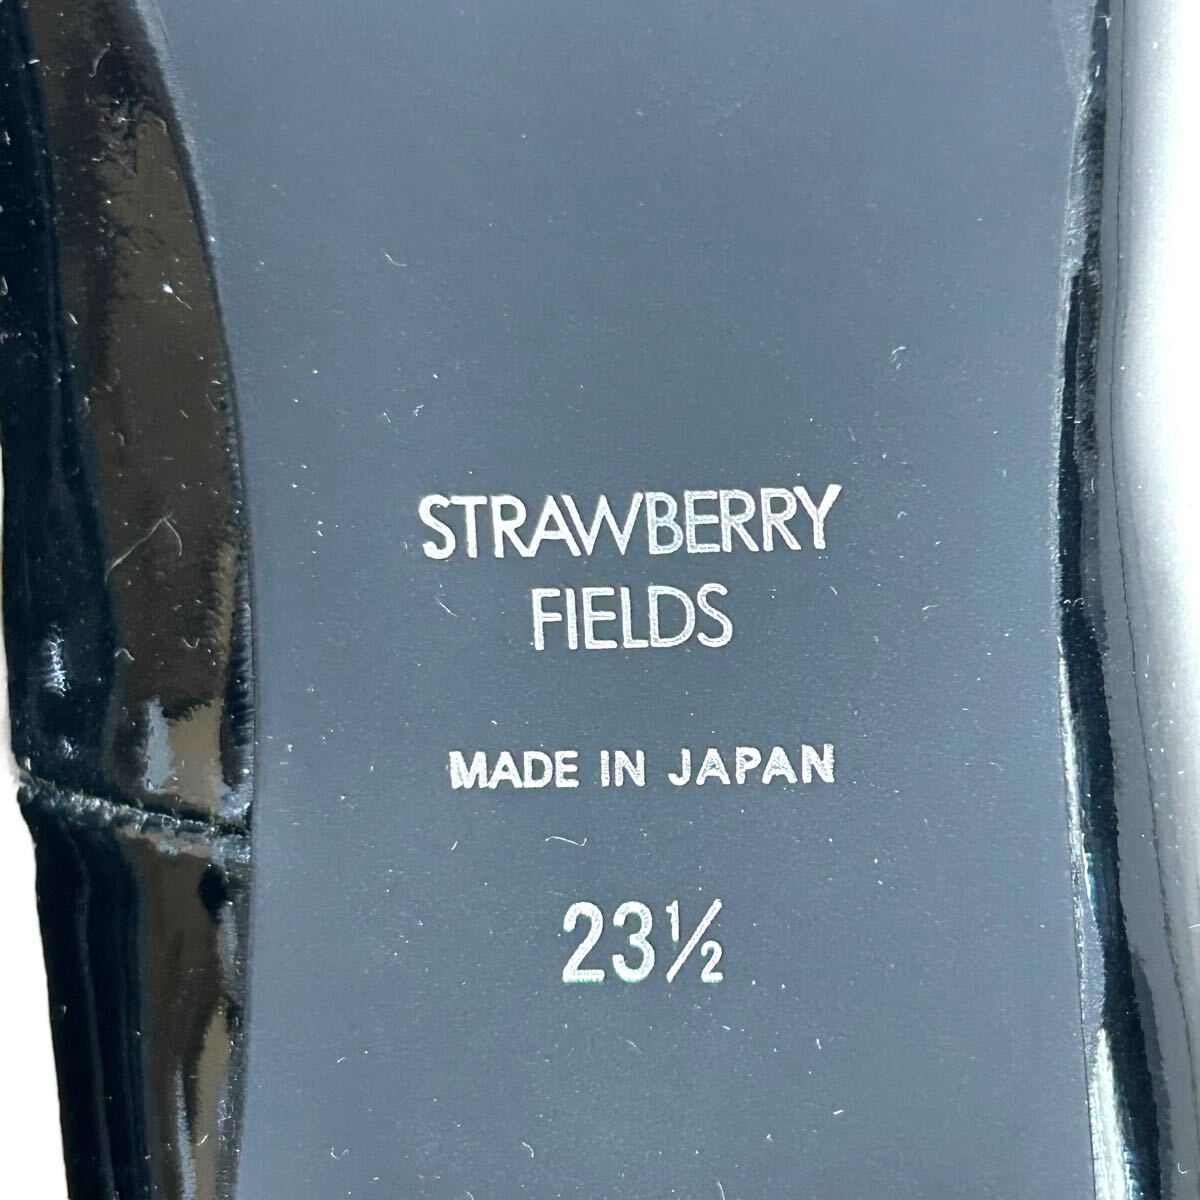 STRAWBERRY
FIELDS
MADE IN JAPAN
23½